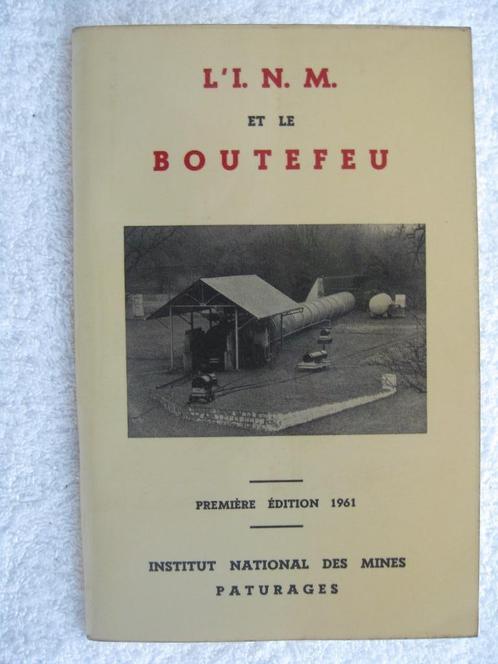 L'I. N. M.
ET LE
BOUTEFEU
PREMIÈRE ÉDITION 1961
INSTITUT NATIONAL DES MINES
PATURAGES